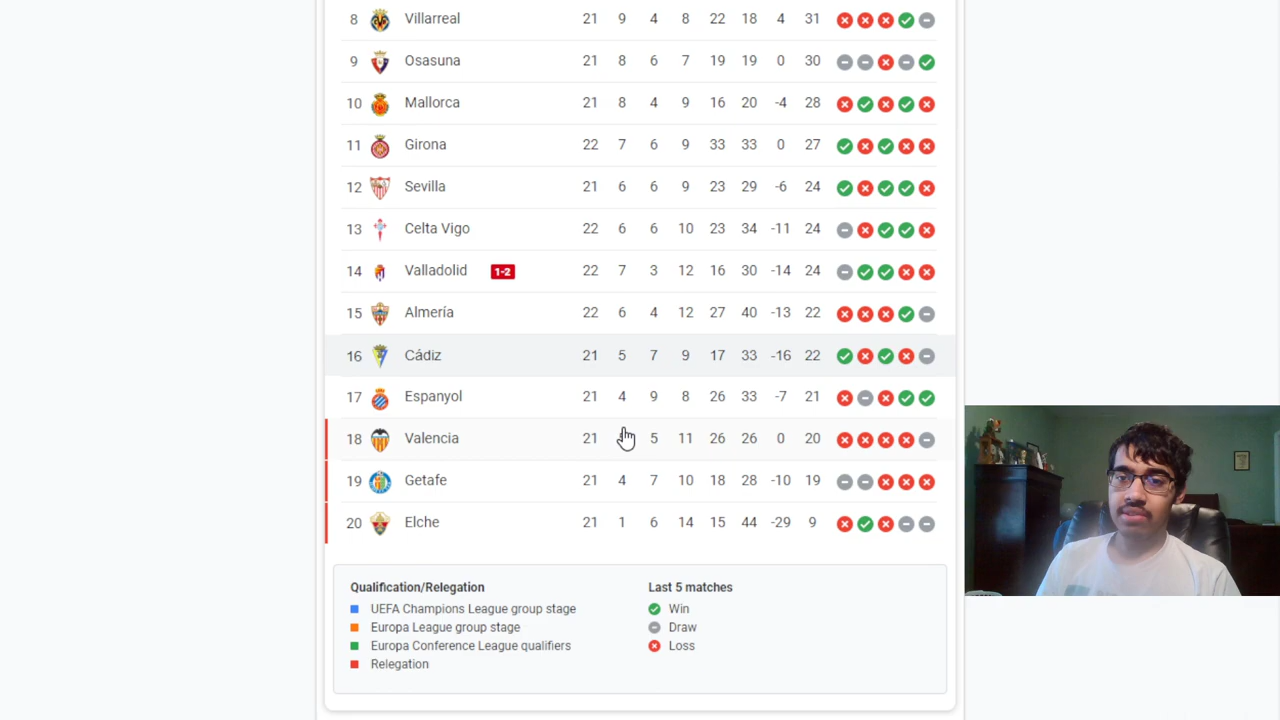 8 Villarreal 21 9 4 8 22 18 4 31
9 Osasuna 21 8 6 7 19 19 0 30
10 Mallorca 21 8 4 9 16 20 -4 28
11 Girona 22 7 6 9 33 33 0 27
12 Sevilla 21 6 6 9 23 29 -6 24
13 Celta Vigo 22 6 6 10 23 34 -11 24
14 Valladolid 1-2 22 7 3 12 16 30 -14 24
15 Almería 22 6 4 12 27 40 -13 22
16 Cádiz 21 5 7 9 17 33 -16 22
17 Espanyol 21 4 9 8 26 33 -7 21
18 Valencia 21 5 11 26 26 0 20
19 Getafe 21 4 7 10 18 28 -10 19
20 Elche 21 1 6 14 15 44 -29 9
Qualification/Relegation
UEFA Champions League group stage
Europa League group stage
Europa Conference League qualifiers
Relegation
Last 5 matches
Win
Draw
Loss